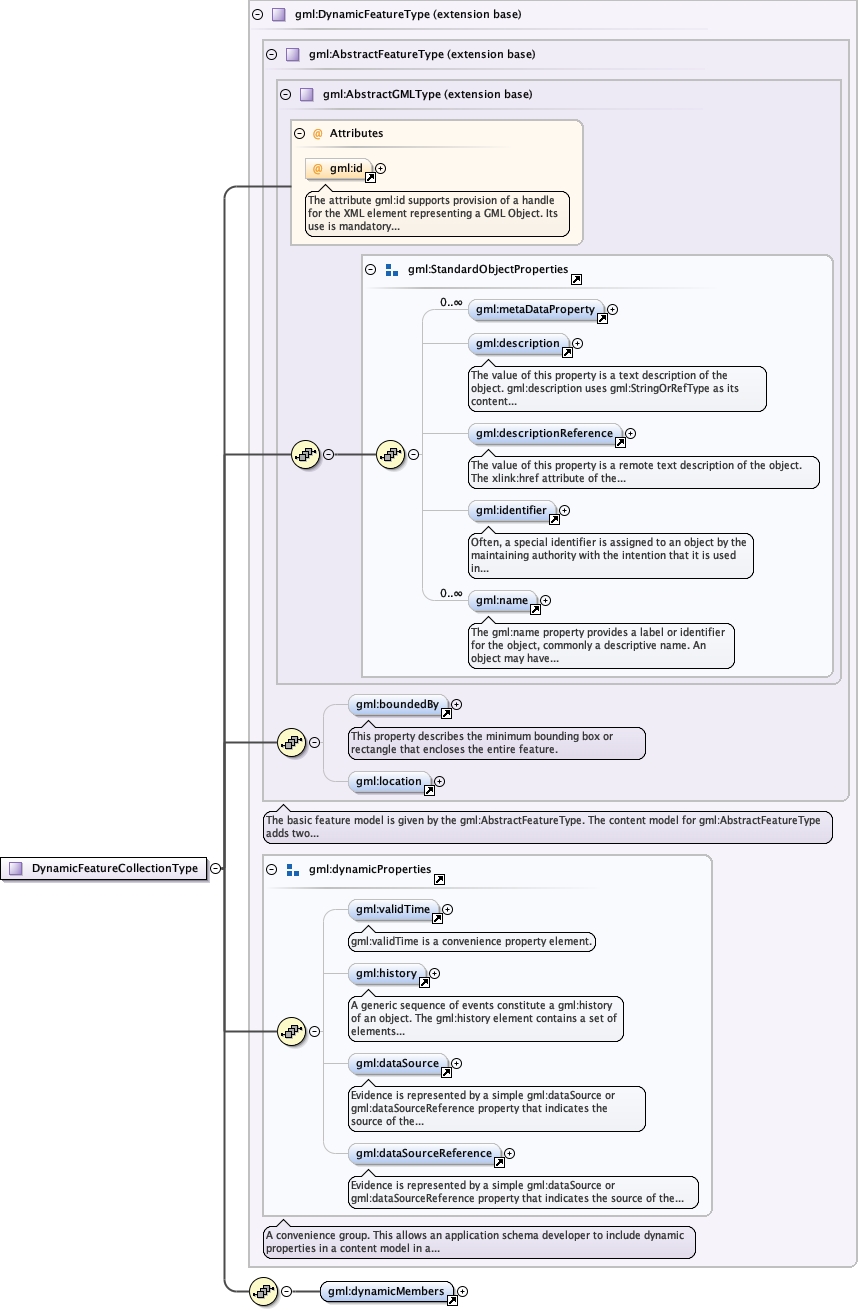 gml:DynamicFeatureType (extension base)
gml:AbstractFeatureType (extension base)
gml:AbstractGMLType (extension base)
@ Attributes
@ gml:id
The attribute gml:id supports provision of a handle
for the XML element representing a GML Object. Its
use is mandatory...
gml:StandardObjectProperties
0..∞
gml:metaDataProperty
gml:description
The value of this property is a text description of the
object. gml:description uses gml:StringOrRefType as its
content...
gml:descriptionReference
The value of this property is a remote text description of the object.
The xlink:href attribute of the...
gml:identifier
Often, a special identifier is assigned to an object by the
maintaining authority with the intention that it is used
in...
0..∞
gml:name
The gml:name property provides a label or identifier
for the object, commonly a descriptive name. An
object may have...
gml:boundedBy
This property describes the minimum bounding box or
rectangle that encloses the entire feature.
gml:location
The basic feature model is given by the gml:AbstractFeatureType. The content model for gml:AbstractFeatureType
adds two...
DynamicFeatureCollectionType
gml:dynamicProperties
gml:validTime
gml:validTime is a convenience property element.
gml:history
A generic sequence of events constitute a gml:history
of an object. The gml:history element contains a set of
elements...
gml:dataSource
Evidence is represented by a simple gml:dataSource or
gml:dataSourceReference property that indicates the
source of the...
gml:dataSourceReference
Evidence is represented by a simple gml:dataSource or
gml:dataSourceReference property that indicates the source of the...
A convenience group. This allows an application schema developer to include dynamic
properties in a content model in a...
gml:dynamicMembers